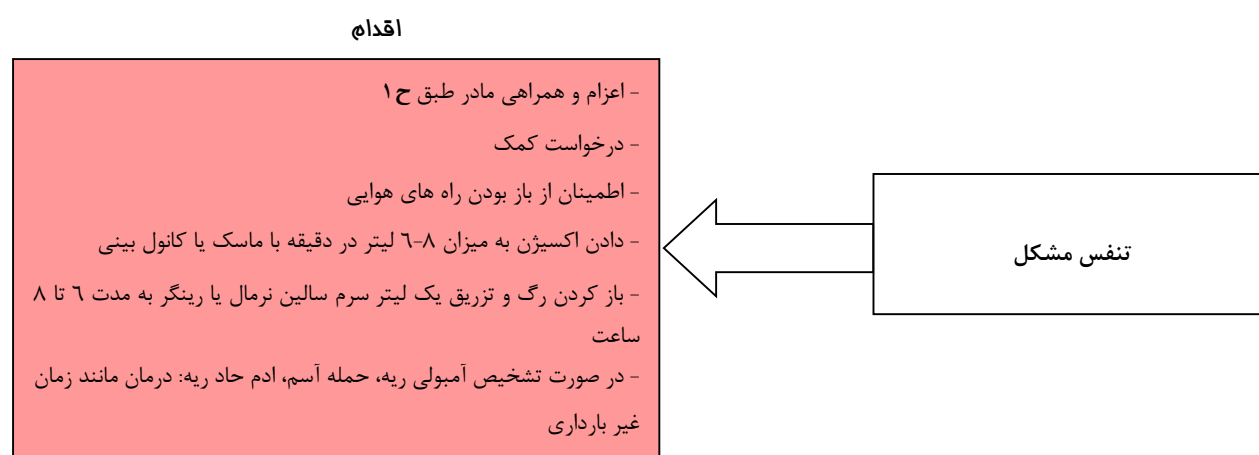 اقدام
- اعزام و همراهی مادر طبق ح۱
- درخواست کمک
- اطمینان از باز بودن راه های هوایی
- دادن اکسیژن به میزان ۸-۶ لیتر در دقیقه با ماسک یا کانول بینی
- باز کردن رگ و تزریق یک لیتر سرم سالین نرمال یا رینگر به مدت ۶ تا ۸
ساعت
- در صورت تشخیص آمبولی ریه، حمله آسم، ادم حاد ریه: درمان مانند زمان
غیر بارداری
تنفس مشکل